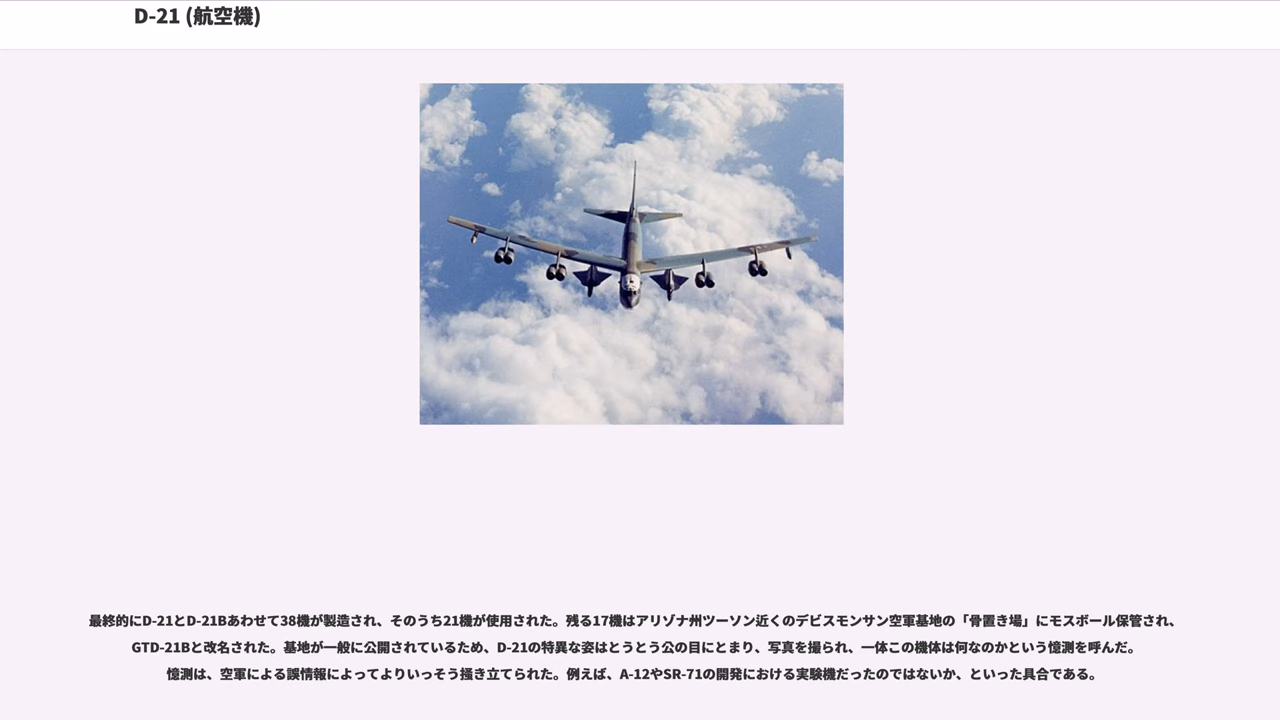 D-21 (航空機)
最終的にD-21とD-21Bあわせて38機が製造され、そのうち21機が使用された。残る17機はアリゾナ州ツーソン近くのデビスモンサン空軍基地の「骨置き場」にモスボール保管され、
GTD-21Bと改名された。基地が一般に公開されているため、D-21の特異な姿はとうとう公の目にとまり、写真を撮られ、一体この機体は何なのかという憶測を呼んだ。
憶測は、空軍による誤情報によってよりいっそう掻き立てられた。例えば、A-12やSR-71の開発における実験機だったのではないか、といった具合である。